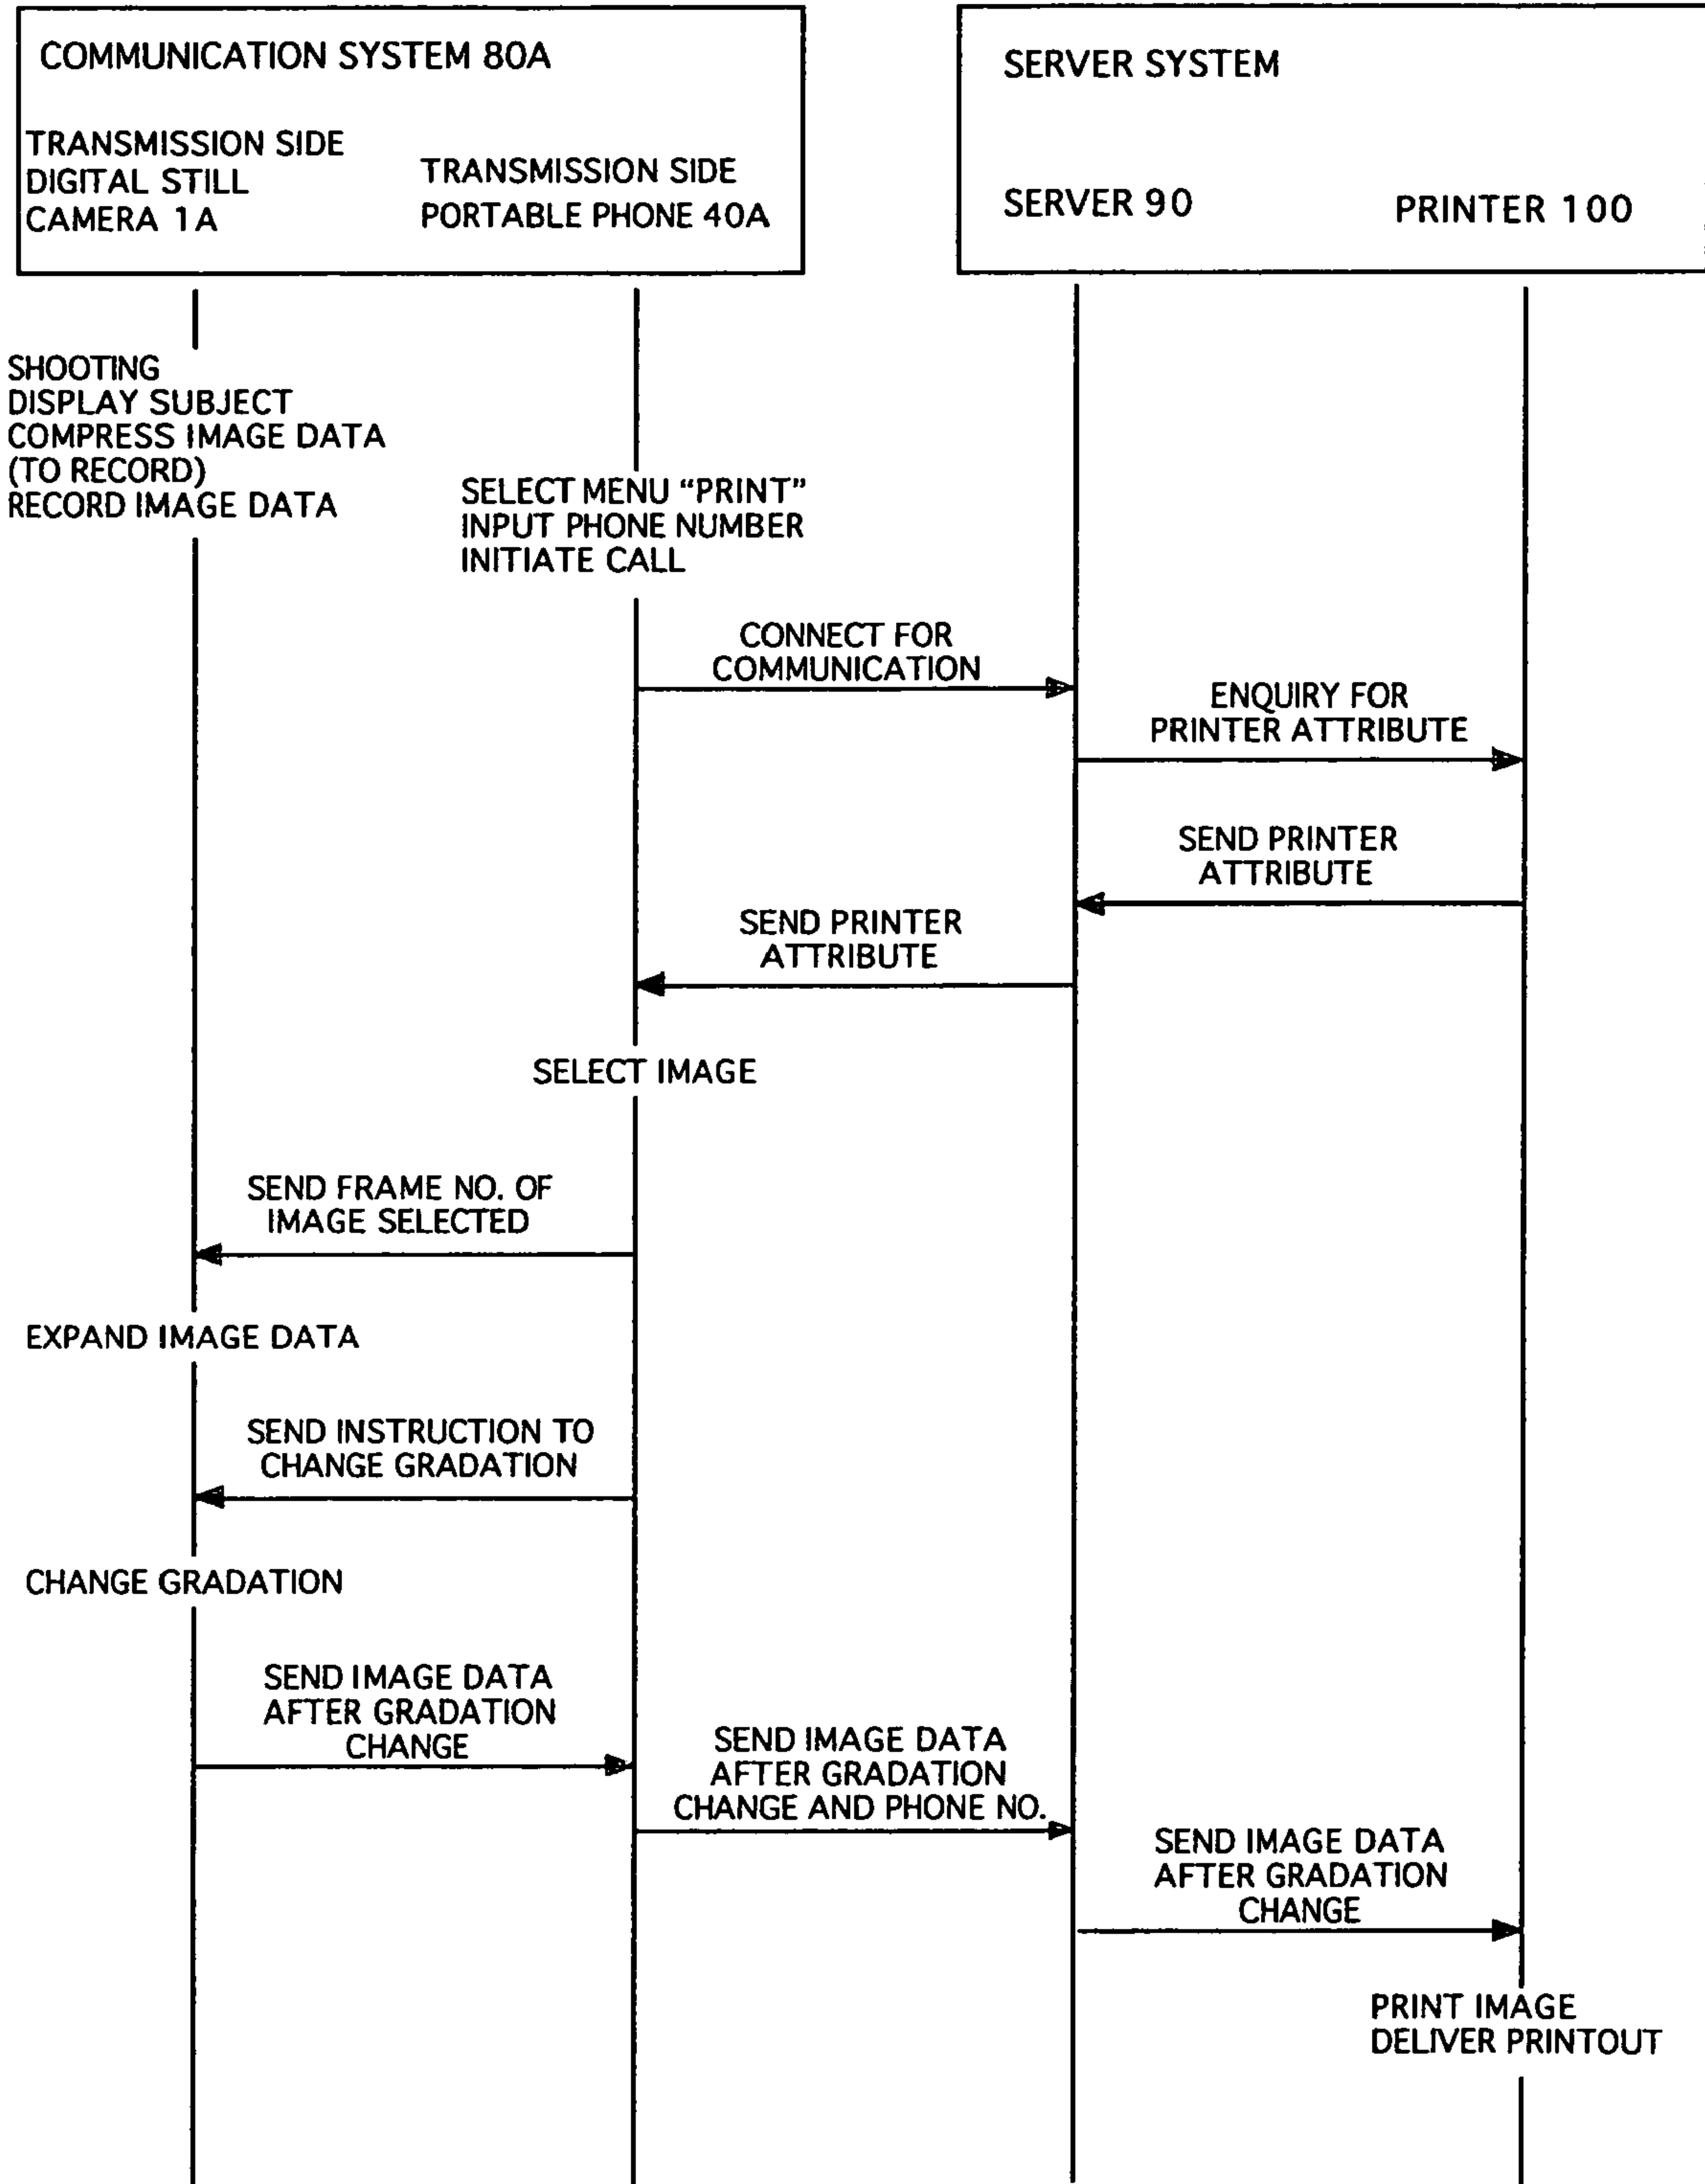 COMMUNICATION SYSTEM 80A
TRANSMISSION SIDE
DIGITAL STILL
CAMERA 1A
TRANSMISSION SIDE
PORTABLE PHONE 40A
SERVER SYSTEM
SERVER 90
PRINTER 100
SHOOTING
DISPLAY SUBJECT
COMPRESS IMAGE DATA
(TO RECORD)
RECORD IMAGE DATA
SELECT MENU “PRINT”
INPUT PHONE NUMBER
INITIATE CALL
CONNECT FOR
COMMUNICATION
ENQUIRY FOR
PRINTER ATTRIBUTE
SEND PRINTER
ATTRIBUTE
SEND PRINTER
ATTRIBUTE
SELECT IMAGE
SEND FRAME NO. OF
IMAGE SELECTED
EXPAND IMAGE DATA
SEND INSTRUCTION TO
CHANGE GRADATION
CHANGE GRADATION
SEND IMAGE DATA
AFTER GRADATION
CHANGE
SEND IMAGE DATA
AFTER GRADATION
CHANGE AND PHONE NO.
SEND IMAGE DATA
AFTER GRADATION
CHANGE
PRINT IMAGE
DELIVER PRINTOUT